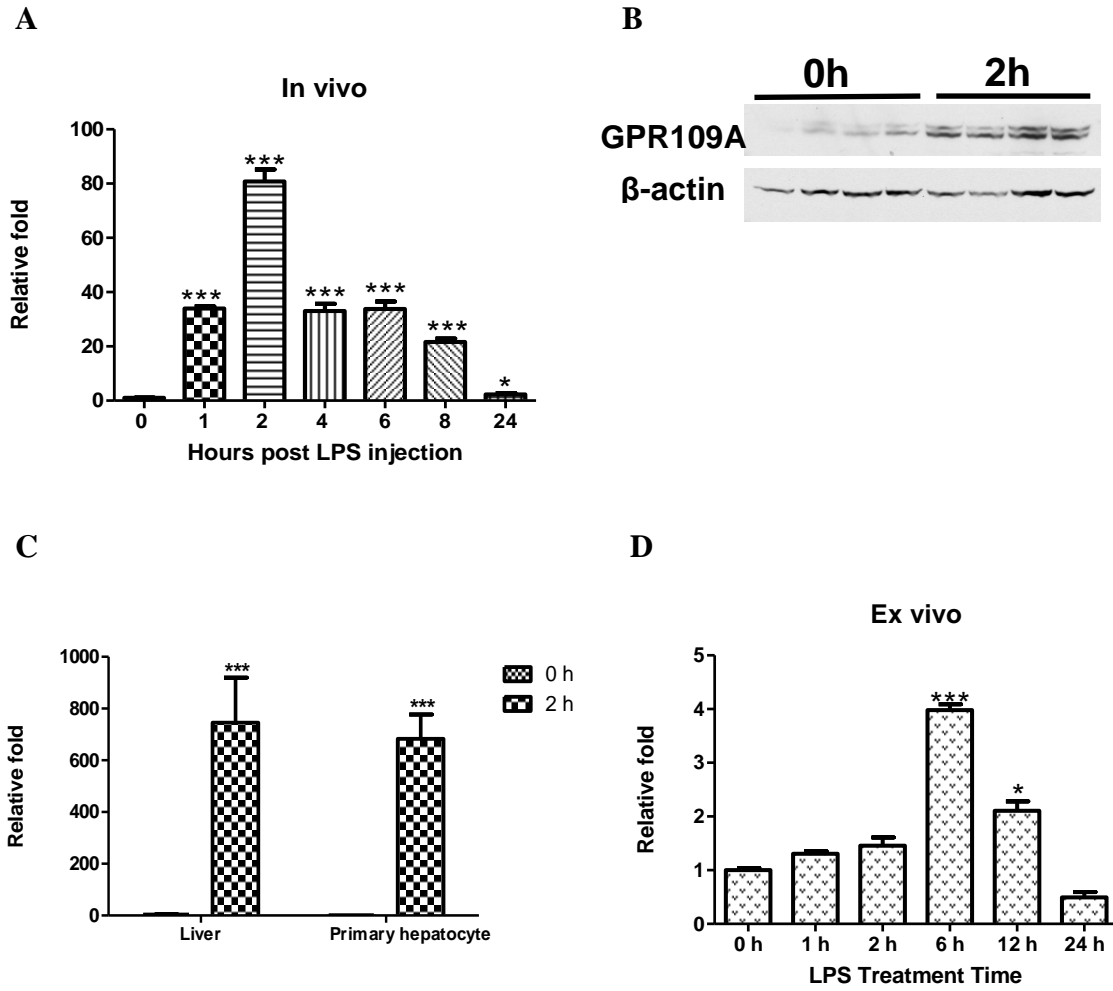 A
In vivo
Relative fold
100
80
60
40
20
0
***
***
***
***
***
*
0 1 2 4 6 8 24
Hours post LPS injection
B
0h 2h
GPR109A
β-actin
C
Relative fold
1000
800
600
400
200
0
***
***
Liver Primary hepatocyte
0 h
2 h
D
Ex vivo
Relative fold
5
4
3
2
1
0
***
*
0 h 1 h 2 h 6 h 12 h 24 h
LPS Treatment Time